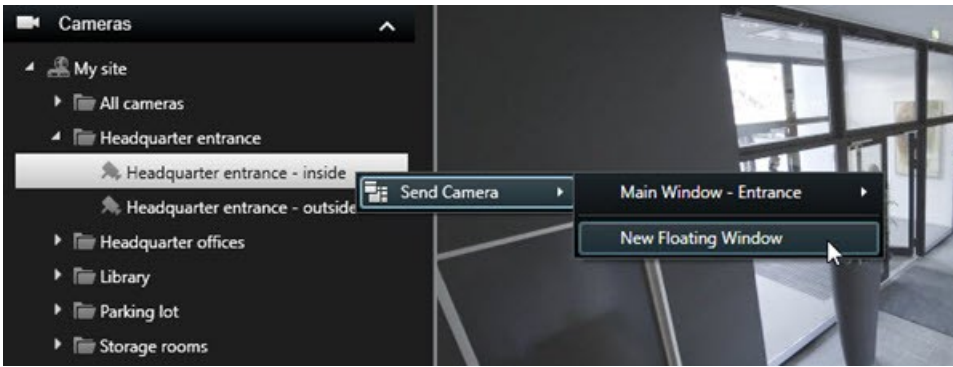 Cameras
My site
All cameras
Headquarter entrance
Headquarter entrance - inside
Send Camera
Main Window - Entrance
Headquarter entrance - outside
New Floating Window
Headquarter offices
Library
Parking lot
Storage rooms